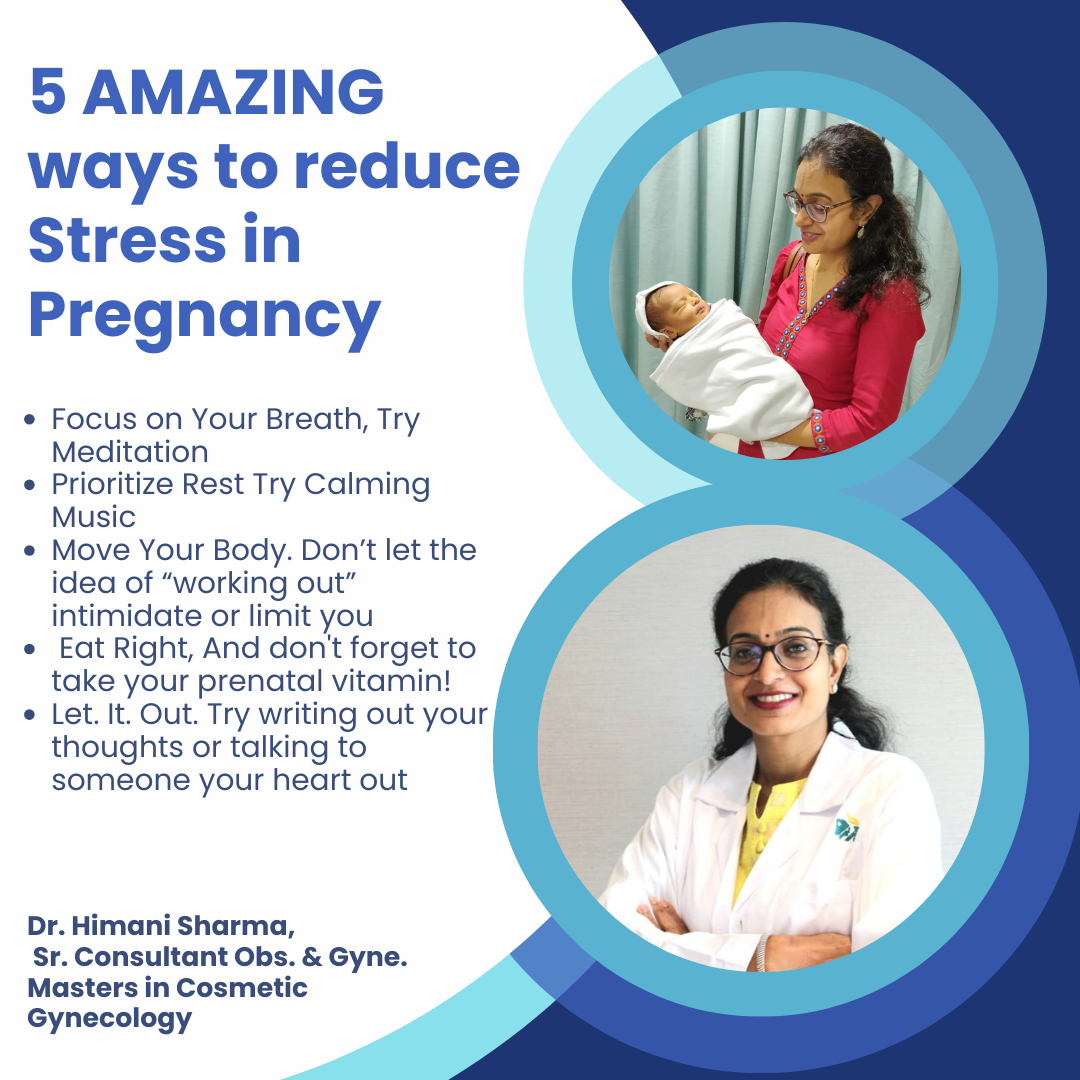 5 AMAZING
ways to reduce
Stress in
Pregnancy
• Focus on Your Breath, Try
Meditation
• Prioritize Rest Try Calming
Music
• Move Your Body. Don’t let the
idea of “working out”
intimidate or limit you
• Eat Right, And don't forget to
take your prenatal vitamin!
• Let. It. Out. Try writing out your
thoughts or talking to
someone your heart out
Dr. Himani Sharma,
Sr. Consultant Obs. & Gyne.
Masters in Cosmetic
Gynecology